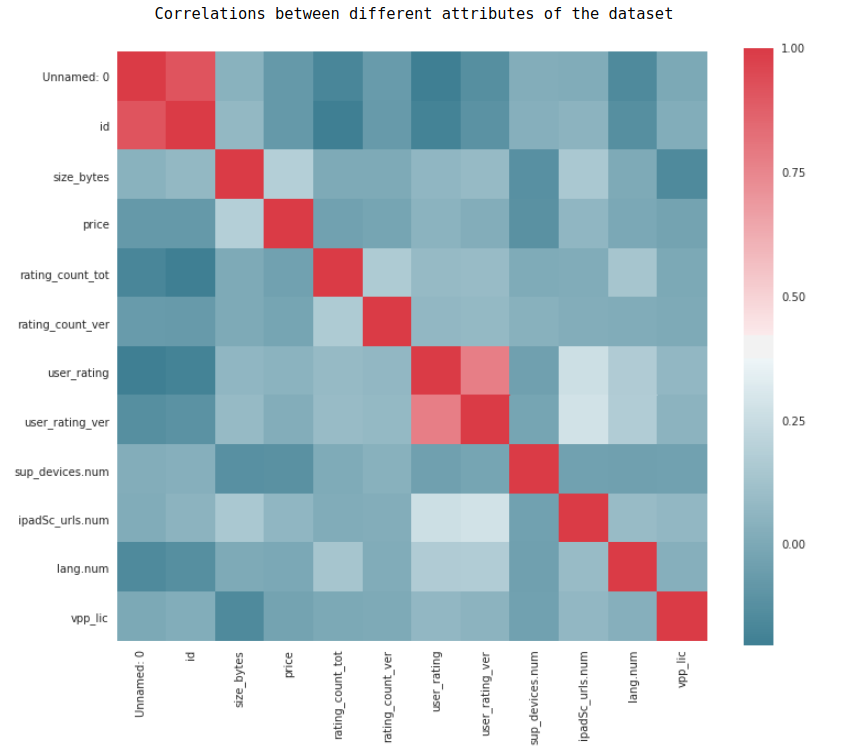 Correlations between different attributes of the dataset
Unnamed: 0
id
size_bytes
price
rating_count_tot
rating_count_ver
user_rating
user_rating_ver
sup_devices.num
ipadSc_urls.num
lang.num
vpp_lic
Unnamed: 0
id
size_bytes
price
rating_count_tot
rating_count_ver
user_rating
user_rating_ver
sup_devices.num
ipadSc_urls.num
lang.num
vpp_lic
1.00
0.75
0.50
0.25
0.00